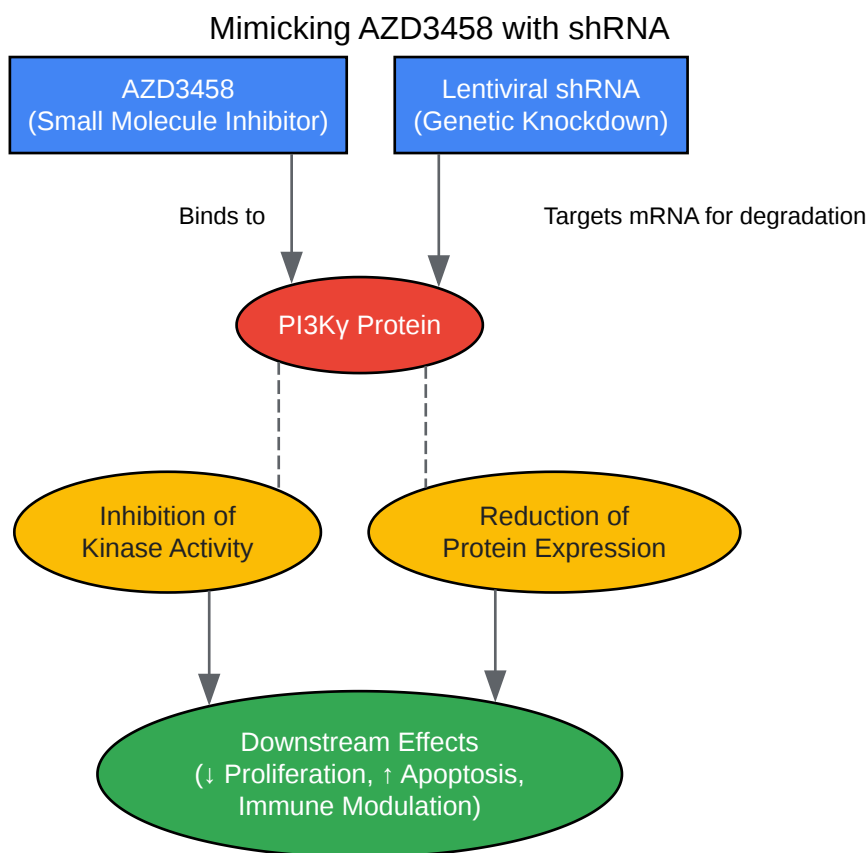 Mimicking AZD3458 with shRNA
AZD3458
(Small Molecule Inhibitor)
Lentiviral shRNA
(Genetic Knockdown)
Binds to
Targets mRNA for degradation
PI3Kγ Protein
Inhibition of
Kinase Activity
Reduction of
Protein Expression
Downstream Effects
(↓ Proliferation, ↑ Apoptosis,
Immune Modulation)